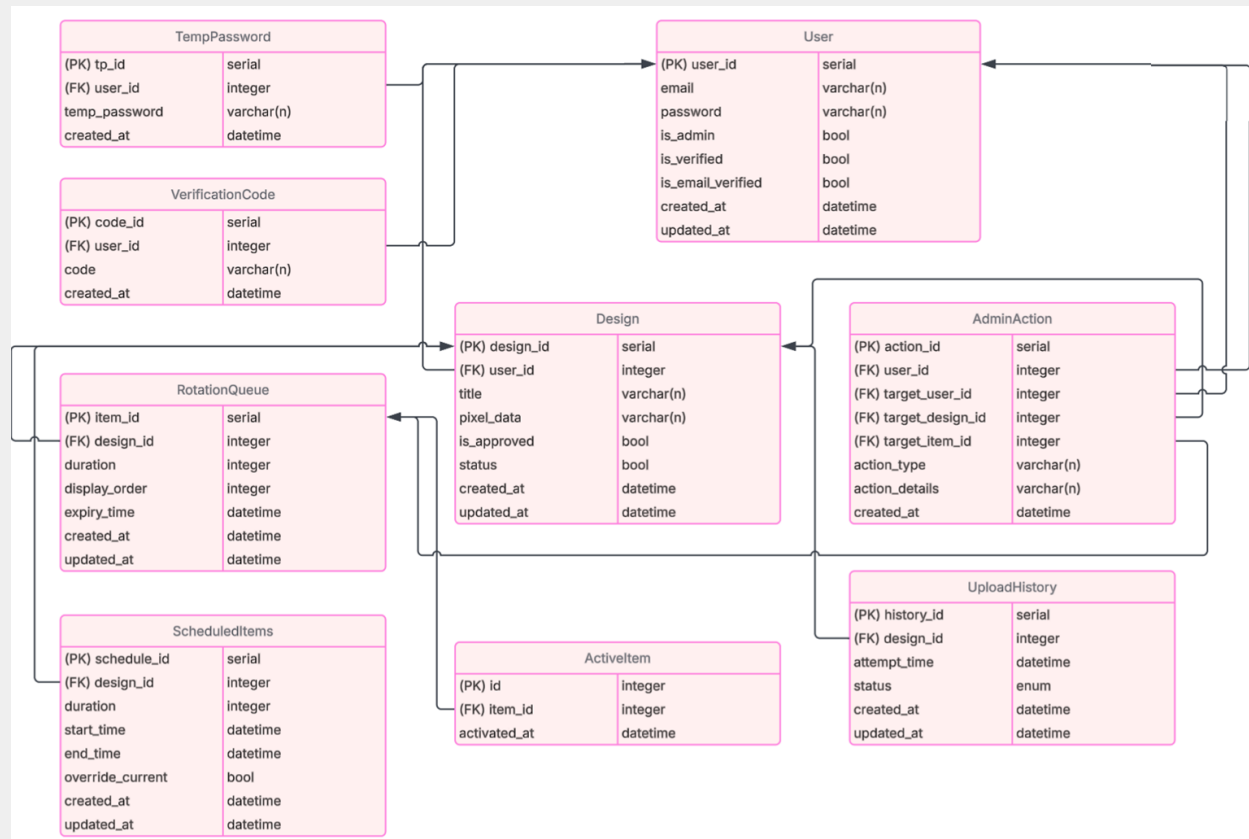 TempPassword
(PK) tp_id serial
(FK) user_id integer
temp_password varchar(n)
created_at datetime
User
(PK) user_id serial
email varchar(n)
password varchar(n)
is_admin bool
is_verified bool
is_email_verified bool
created_at datetime
updated_at datetime
VerificationCode
(PK) code_id serial
(FK) user_id integer
code varchar(n)
created_at datetime
Design
(PK) design_id serial
(FK) user_id integer
title varchar(n)
pixel_data varchar(n)
is_approved bool
status bool
created_at datetime
updated_at datetime
AdminAction
(PK) action_id serial
(FK) user_id integer
(FK) target_user_id integer
(FK) target_design_id integer
(FK) target_item_id integer
action_type varchar(n)
action_details varchar(n)
created_at datetime
RotationQueue
(PK) item_id serial
(FK) design_id integer
duration integer
display_order integer
expiry_time datetime
created_at datetime
updated_at datetime
ScheduledItems
(PK) schedule_id serial
(FK) design_id integer
duration integer
start_time datetime
end_time datetime
override_current bool
created_at datetime
updated_at datetime
ActiveItem
(PK) id integer
(FK) item_id integer
activated_at datetime
UploadHistory
(PK) history_id serial
(FK) design_id integer
attempt_time datetime
status enum
created_at datetime
updated_at datetime